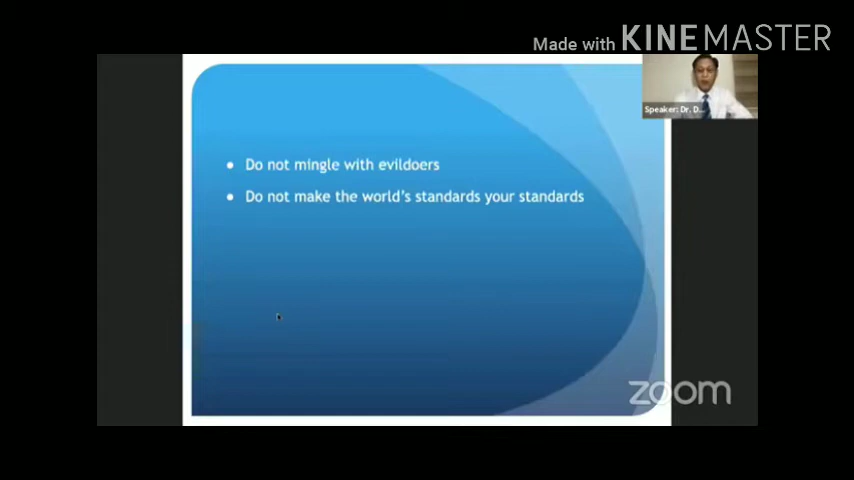 Made with KINEMASTER
Speaker: Dr. D...
• Do not mingle with evildoers
• Do not make the world's standards your standards
zoom